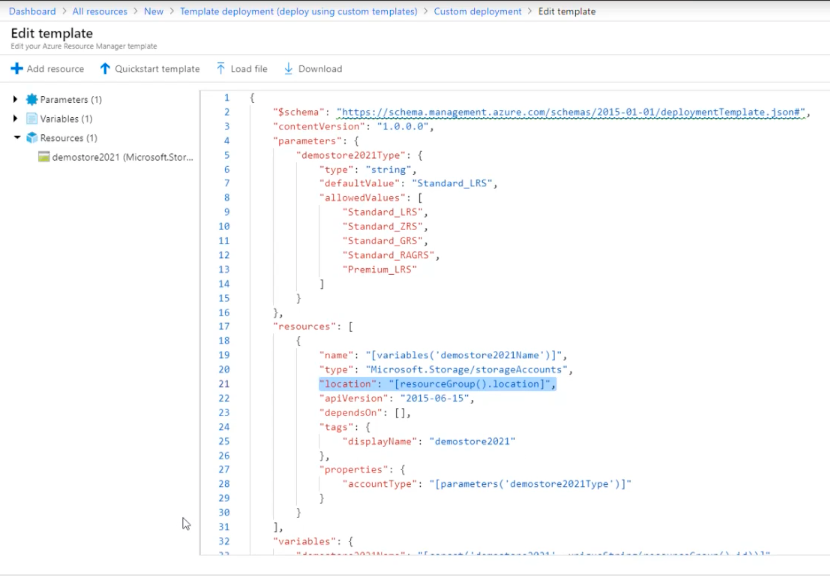 Dashboard > All resources > New > Template deployment (deploy using custom templates) > Custom deployment > Edit template
Edit template
Edit your Azure Resource Manager template
Add resource Quickstart template Load file Download
Parameters (1)
Variables (1)
Resources (1)
demostore2021 (Microsoft.Stor...
1 {
2 "$schema": "https://schema.management.azure.com/schemas/2015-01-01/deploymentTemplate.json#",
3 "contentVersion": "1.0.0.0",
4 "parameters": {
5 "demostore2021Type": {
6 "type": "string",
7 "defaultValue": "Standard_LRS",
8 "allowedValues": [
9 "Standard_LRS",
10 "Standard_ZRS",
11 "Standard_GRS",
12 "Standard_RAGRS",
13 "Premium_LRS"
14 ]
15 }
16 },
17 "resources": [
18 {
19 "name": "[variables('demostore2021Name')]",
20 "type": "Microsoft.Storage/storageAccounts",
21 "location": "[resourceGroup().location]",
22 "apiVersion": "2015-06-15",
23 "dependsOn": [],
24 "tags": {
25 "displayName": "demostore2021"
26 },
27 "properties": {
28 "accountType": "[parameters('demostore2021Type')]"
29 }
30 }
31 ],
32 "variables": {
33 "demostore2021Name": "[concat('demostore2021', uniqueString(resourceGroup().id))]"